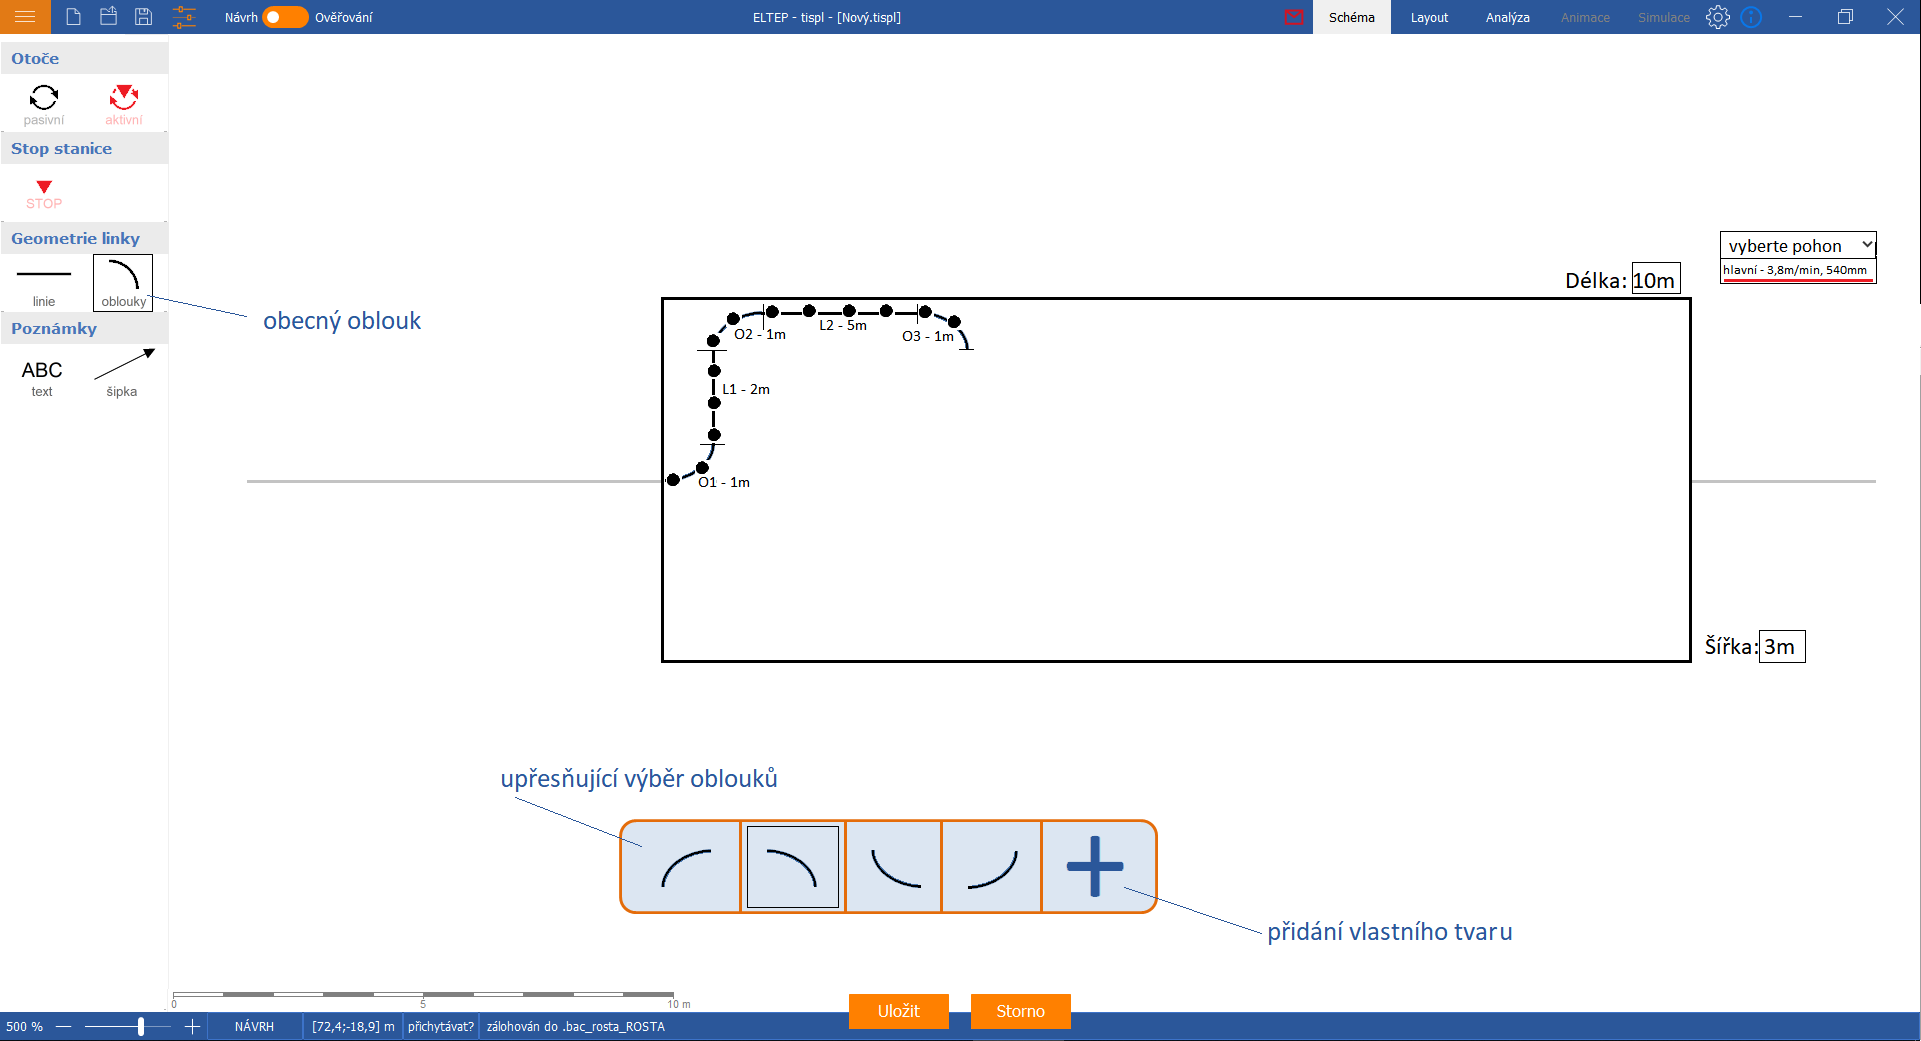 Návrh
Ověřování
ELTEP - tispl - [Nový.tispl]
Schéma
Layout
Analýza
Animace
Simulace
Otoče
pasivní
aktivní
Stop stanice
STOP
Geometrie linky
linie
oblouky
obecný oblouk
Poznámky
ABC
text
šipka
vyberte pohon
hlavní - 3,8m/min, 540mm
Délka: 10m
O2 - 1m
L2 - 5m
O3 - 1m
L1 - 2m
O1 - 1m
Šířka: 3m
upřesňující výběr oblouků
přidání vlastního tvaru
0
5
10 m
Uložit
Storno
500 %
NÁVRH
[72,4;-18,9] m
přichytávat?
zálohován do .bac_rosta_ROSTA